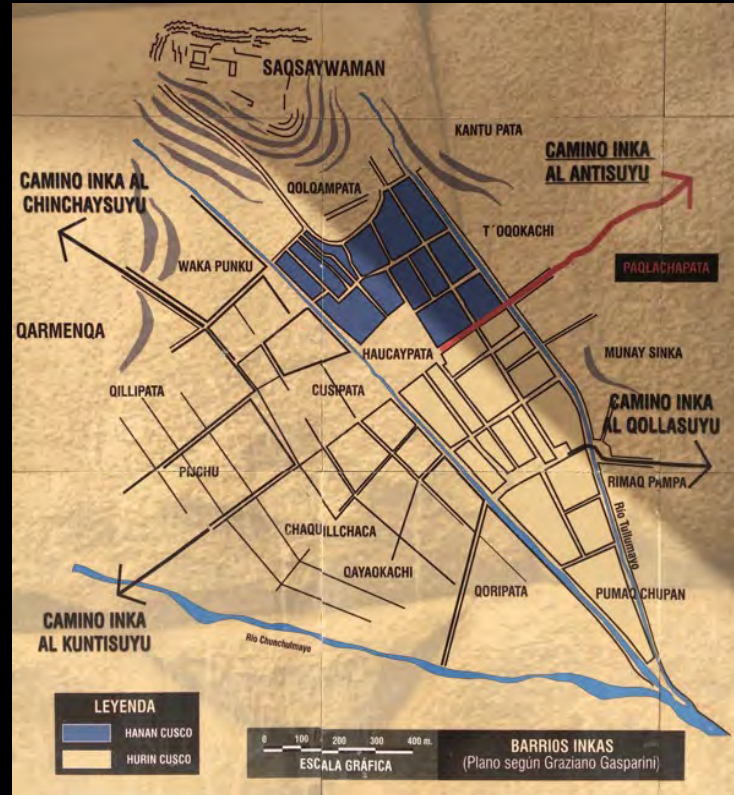 SAQSAYWAMAN
KANTU PATA
CAMINO INKA
AL ANTISUYU
CAMINO INKA AL
CHINCHAYSUYU
QOLQAMPATA
T´OQOKACHI
WAKA PUNKU
PAQLACHAPATA
QARMENQA
HAUCAYPATA
MUNAY SINKA
QILLIPATA
CUSIPATA
CAMINO INKA
AL QOLLASUYU
PIJCHU
RIMAQ PAMPA
Río Tullumayo
CHAQUILLCHACA
QAYAOKACHI
QORIPATA
PUMAQ CHUPAN
CAMINO INKA
AL KUNTISUYU
Río Chunchulmayo
LEYENDA
HANAN CUSCO
HURIN CUSCO
0 100 200 300 400 m.
ESCALA GRÁFICA
BARRIOS INKAS
(Plano según Graziano Gasparini)